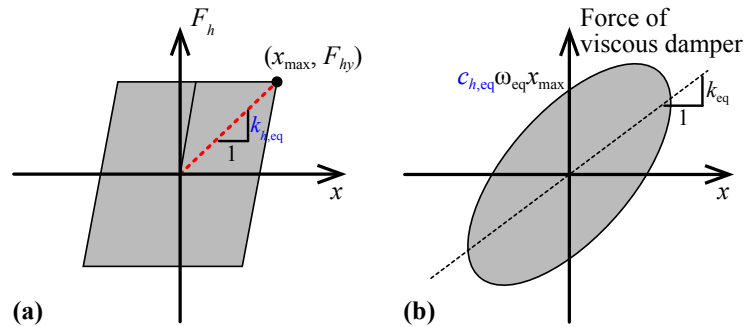 F_h
(x_max, F_hy)
k_h,eq
1
x
(a)
Force of
viscous damper
c_h,eq ω_eq x_max
k_eq
1
x
(b)